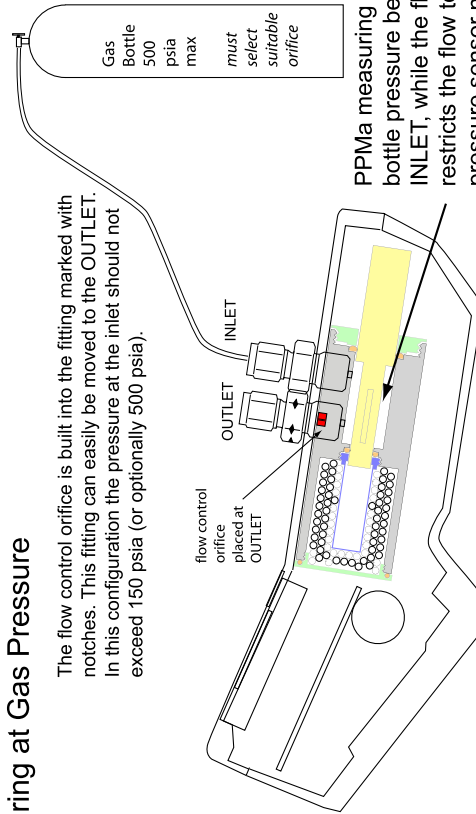 ring at Gas Pressure
The flow control orifice is built into the fitting marked with
notches. This fitting can easily be moved to the OUTLET.
In this configuration the pressure at the inlet should not
exceed 150 psia (or optionally 500 psia).
Gas
Bottle
500
psia
max
must
select
suitable
orifice
OUTLET
INLET
flow control
orifice
placed at
OUTLET
PPMa measuring
bottle pressure be
INLET, while the fl
restricts the flow to
pressure sensor